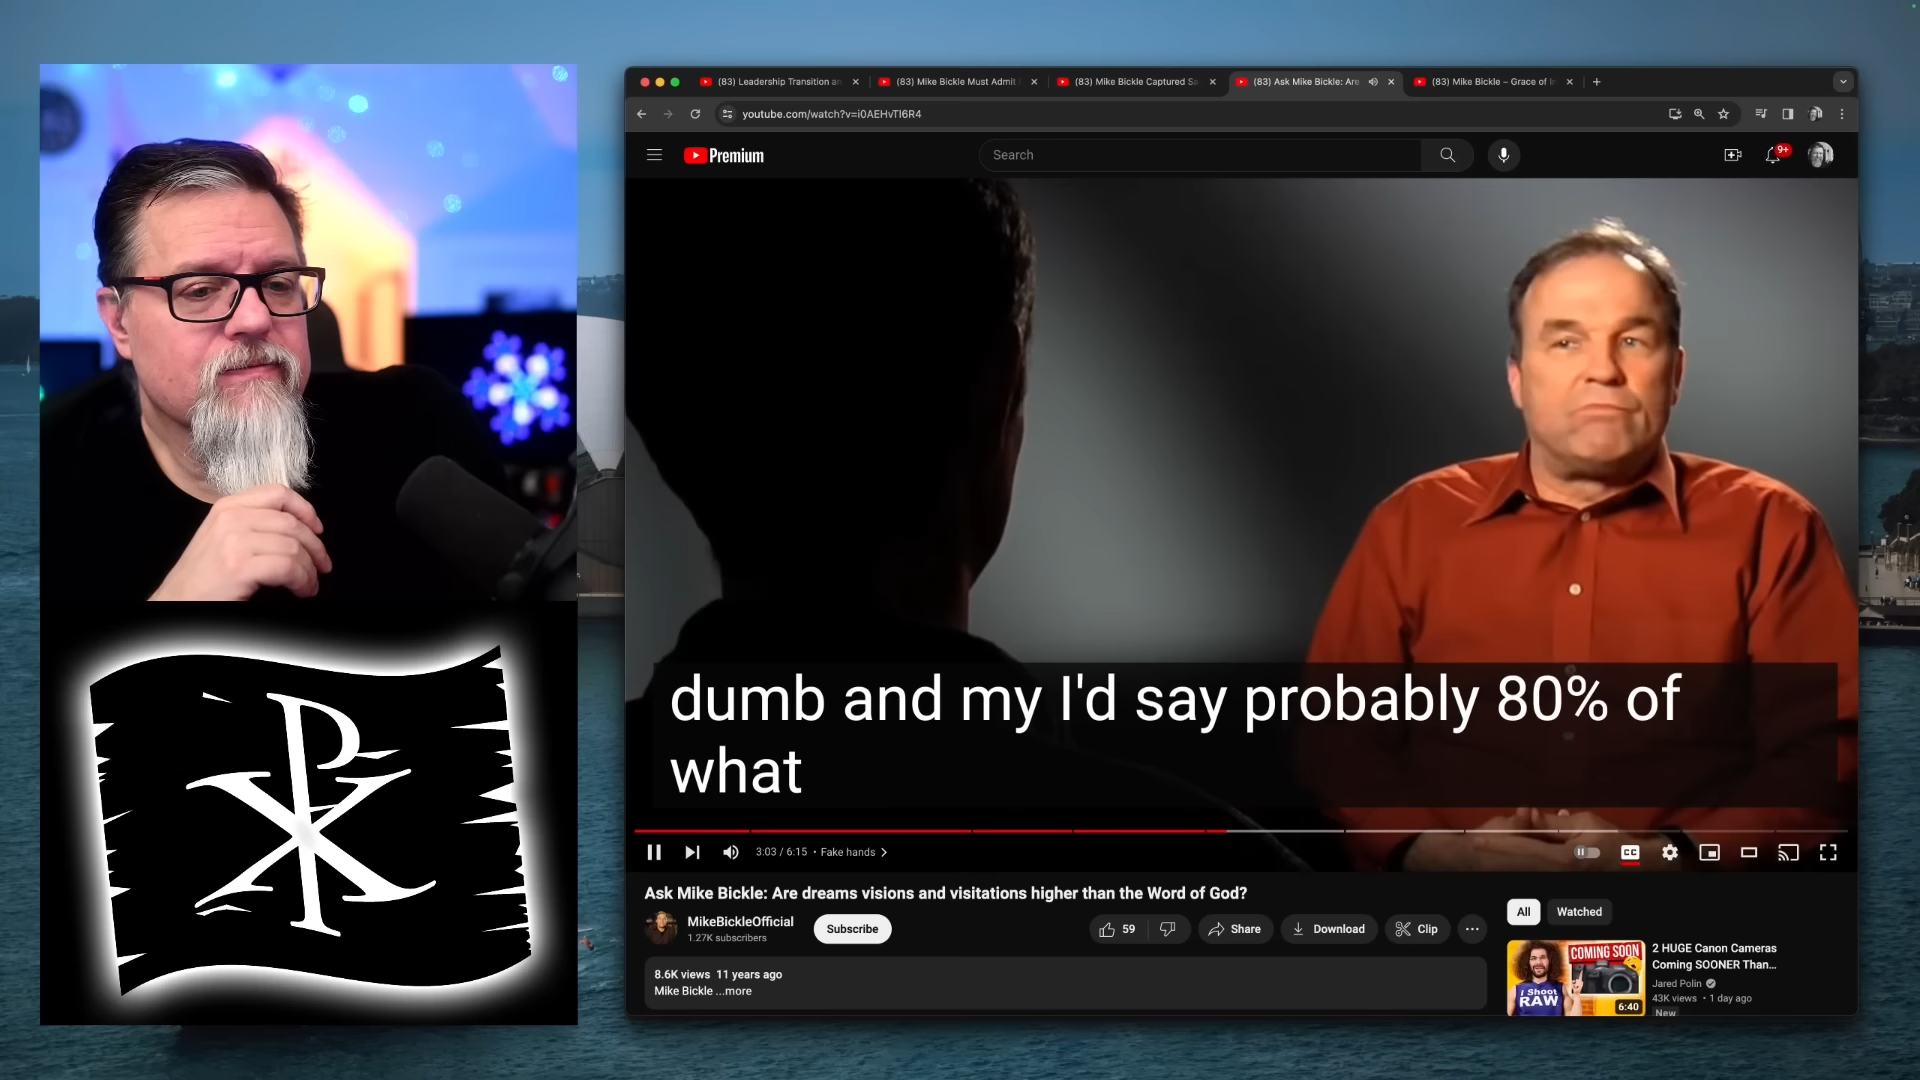 (83) Leadership Transition an
(83) Mike Bickle Must Admit
(83) Mike Bickle Captured Sa
(83) Ask Mike Bickle: Are
(83) Mike Bickle – Grace of
youtube.com/watch?v=i0AEHvTI6R4
Premium
Search
9+
dumb and my I'd say probably 80% of
what
3:03 / 6:15 • Fake hands
CC
Ask Mike Bickle: Are dreams visions and visitations higher than the Word of God?
MikeBickleOfficial
1.27K subscribers
Subscribe
59
Share
Download
Clip
8.6K views 11 years ago
Mike Bickle ...more
All
Watched
COMING SOON
I Shoot
RAW
6:40
2 HUGE Canon Cameras
Coming SOONER Than...
Jared Polin
43K views • 1 day ago
New